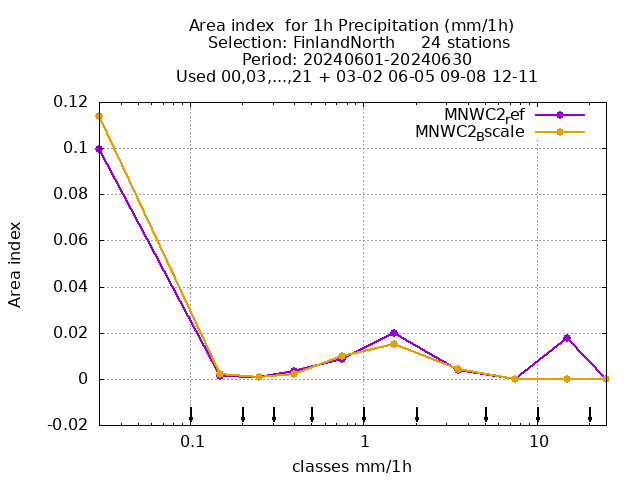 Area index  for 1h Precipitation (mm/1h)
Selection: FinlandNorth     24 stations
Period: 20240601-20240630
Used 00,03,...,21 + 03-02 06-05 09-08 12-11
MNWC2_ref
MNWC2_Bscale
0.12
0.1
0.08
0.06
0.04
0.02
0
-0.02
Area index
0.1
1
10
classes mm/1h